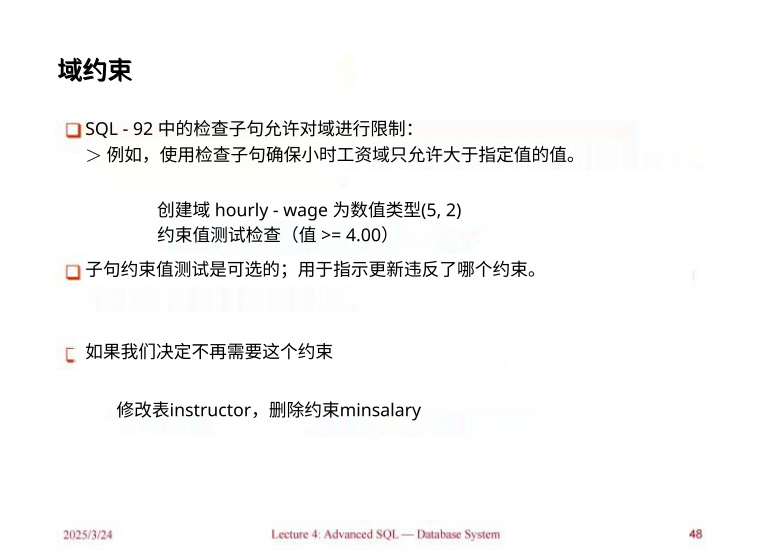 域约束
SQL - 92 中的检查子句允许对域进行限制：
＞ 例如，使用检查子句确保小时工资域只允许大于指定值的值。
创建域 hourly - wage 为数值类型(5, 2)
约束值测试检查（值 >= 4.00）
子句约束值测试是可选的；用于指示更新违反了哪个约束。
如果我们决定不再需要这个约束
修改表instructor，删除约束minsalary
2025/3/24
Lecture 4: Advanced SQL — Database System
48